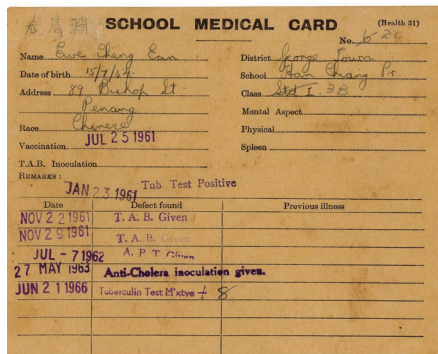 SCHOOL MEDICAL CARD
(Health 31)
No. 6 20
Name Ewe Cheng Ean
District George Town
Date of birth 15/7/54
School Han Chiang Pr.
Address 89, Bishop St.
Class Std I. 3B
Penang
Mental Aspect
Race Chenese
Physical
Vaccination JUL 25 1961
Spleen
T.A.B. Inoculation
REMARKS:
JAN 23 1961 Tub. Test Positive
Date Defect found Previous illness
NOV 22 1961 T. A. B. Given
NOV 29 1961 T. A. B. Given
JUL -7 1962 A. P. T. Given
27 MAY 1963 Anti-Cholera inoculation given.
JUN 21 1966 Tuberculin Test M'xtve + 8